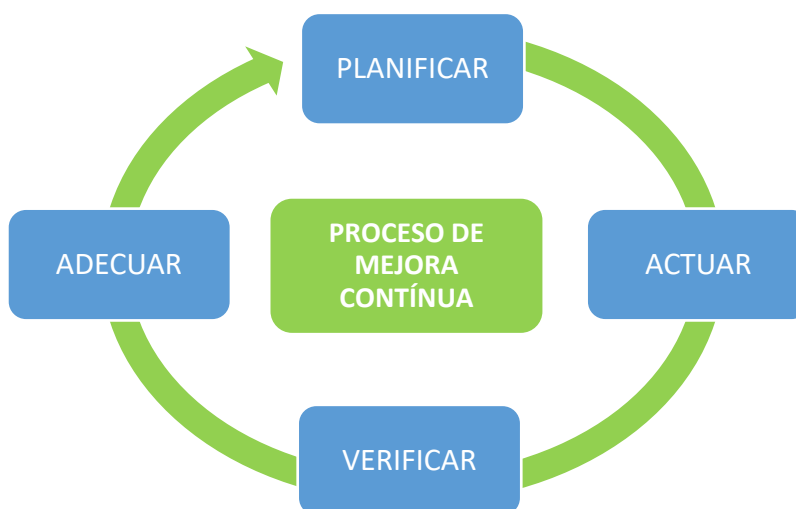 PLANIFICAR
ADECUAR
PROCESO DE
MEJORA
CONTÍNUA
ACTUAR
VERIFICAR